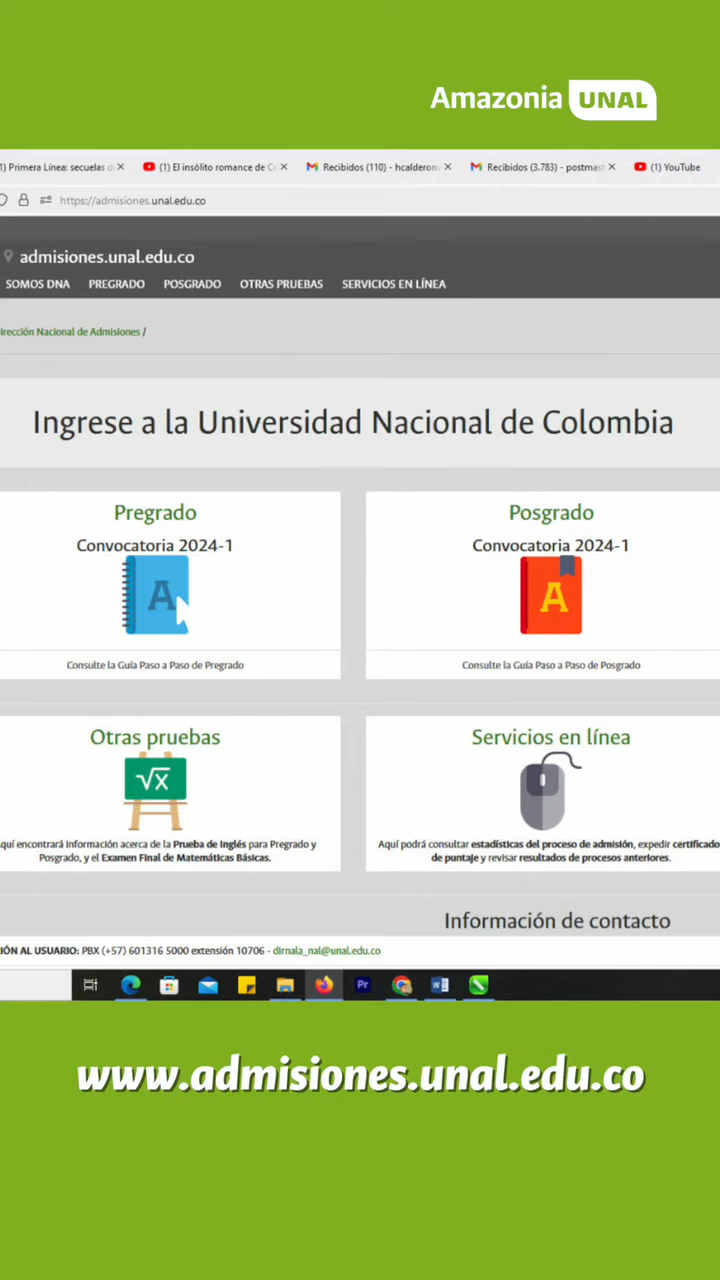 Amazonia UNAL
1) Primera Línea: secuelas d
(1) El insólito romance de C
Recibidos (110) - hcalderon
Recibidos (3.783) - postmast
(1) YouTube
https://admisiones.unal.edu.co
admisiones.unal.edu.co
SOMOS DNA PREGRADO POSGRADO OTRAS PRUEBAS SERVICIOS EN LÍNEA
irección Nacional de Admisiones /
Ingrese a la Universidad Nacional de Colombia
Pregrado
Convocatoria 2024-1
A
Consulte la Guía Paso a Paso de Pregrado
Posgrado
Convocatoria 2024-1
A
Consulte la Guía Paso a Paso de Posgrado
Otras pruebas
√x
quí encontrará información acerca de la Prueba de Inglés para Pregrado y
Posgrado, y el Examen Final de Matemáticas Básicas.
Servicios en línea
Aquí podrá consultar estadísticas del proceso de admisión, expedir certificado
de puntaje y revisar resultados de procesos anteriores.
Información de contacto
IÓN AL USUARIO: PBX (+57) 601316 5000 extensión 10706 - dirnala_nal@unal.edu.co
Pr
W
www.admisiones.unal.edu.co